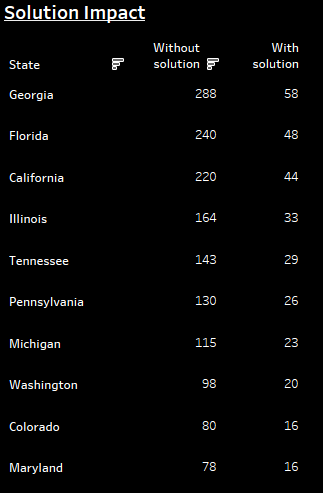 Solution Impact
State Without solution With solution
Georgia 288 58
Florida 240 48
California 220 44
Illinois 164 33
Tennessee 143 29
Pennsylvania 130 26
Michigan 115 23
Washington 98 20
Colorado 80 16
Maryland 78 16